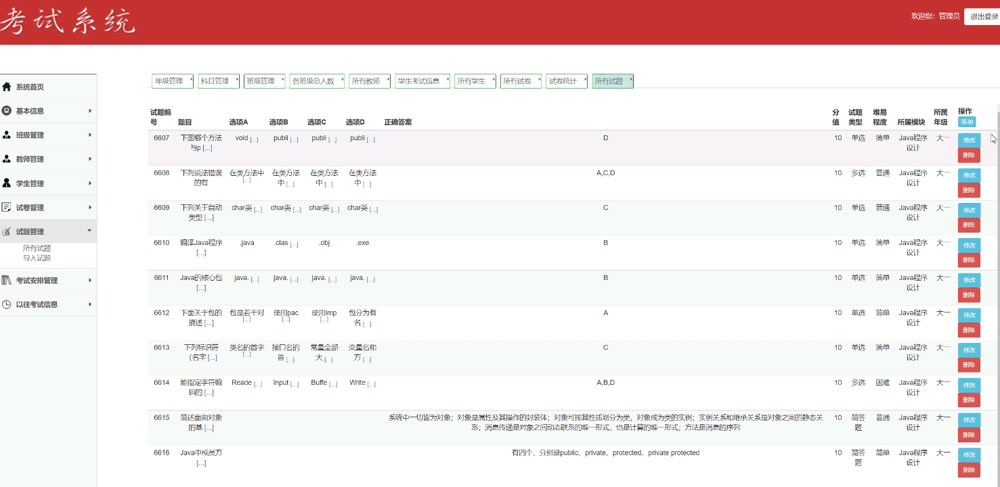 考试系统
欢迎您: 管理员 退出登录
系统首页
基本信息
班级管理
教师管理
学生管理
试卷管理
试题管理
所有试题
导入试题
考试安排管理
以往考试信息
年级管理 × 科目管理 × 班级管理 × 各班级总人数 × 所有教师 × 学生考试信息 × 所有学生 × 所有试卷 × 试卷统计 × 所有试题 ×
试题编号 题目 选项A 选项B 选项C 选项D 正确答案 分值 试题类型 难易程度 所属模块 所属年级 操作 添加
6607 下面哪个方法与p [...] void [...] publi [...] publi [...] publi [...] D 10 单选 简单 Java程序设计 大一 修改 删除
6608 下列说法错误的有 在类方法中 [...] 在类方法中 [...] 在类方法中 [...] 在类方法中 [...] A,C,D 10 多选 普通 Java程序设计 大一 修改 删除
6609 下列关于自动类型 [...] char类 [...] char类 [...] char类 [...] char类 [...] C 10 单选 普通 Java程序设计 大一 修改 删除
6610 编译Java程序 [...] .java .clas [...] .obj .exe B 10 单选 简单 Java程序设计 大一 修改 删除
6611 Java的核心包 [...] java. [...] java. [...] java. [...] java. [...] B 10 单选 简单 Java程序设计 大一 修改 删除
6612 下面关于包的描述 [...] 包是若干对 [...] 使用pac [...] 使用imp [...] 包分为有名 [...] A 10 单选 简单 Java程序设计 大一 修改 删除
6613 下列标识符（名字 [...] 类名的首字 [...] 接口名的首 [...] 常量全部大 [...] 变量名和方 [...] C 10 单选 简单 Java程序设计 大一 修改 删除
6614 能指定字符编码的 [...] Reade [...] Input [...] Buffe [...] Write [...] A,B,D 10 多选 困难 Java程序设计 大一 修改 删除
6615 简述面向对象的基 [...] 系统中一切皆为对象；对象是属性及其操作的封装体；对象可按其性质划分为类，对象成为类的实例；实例关系和继承关系是对象之间的静态关系；消息传递是对象之间动态联系的唯一形式，也是计算的唯一形式；方法是消息的序列 10 简答题 普通 Java程序设计 大一 修改 删除
6616 Java中成员方 [...] 有四个，分别是public、private、protected、private protected 10 简答题 简单 Java程序设计 大一 修改 删除